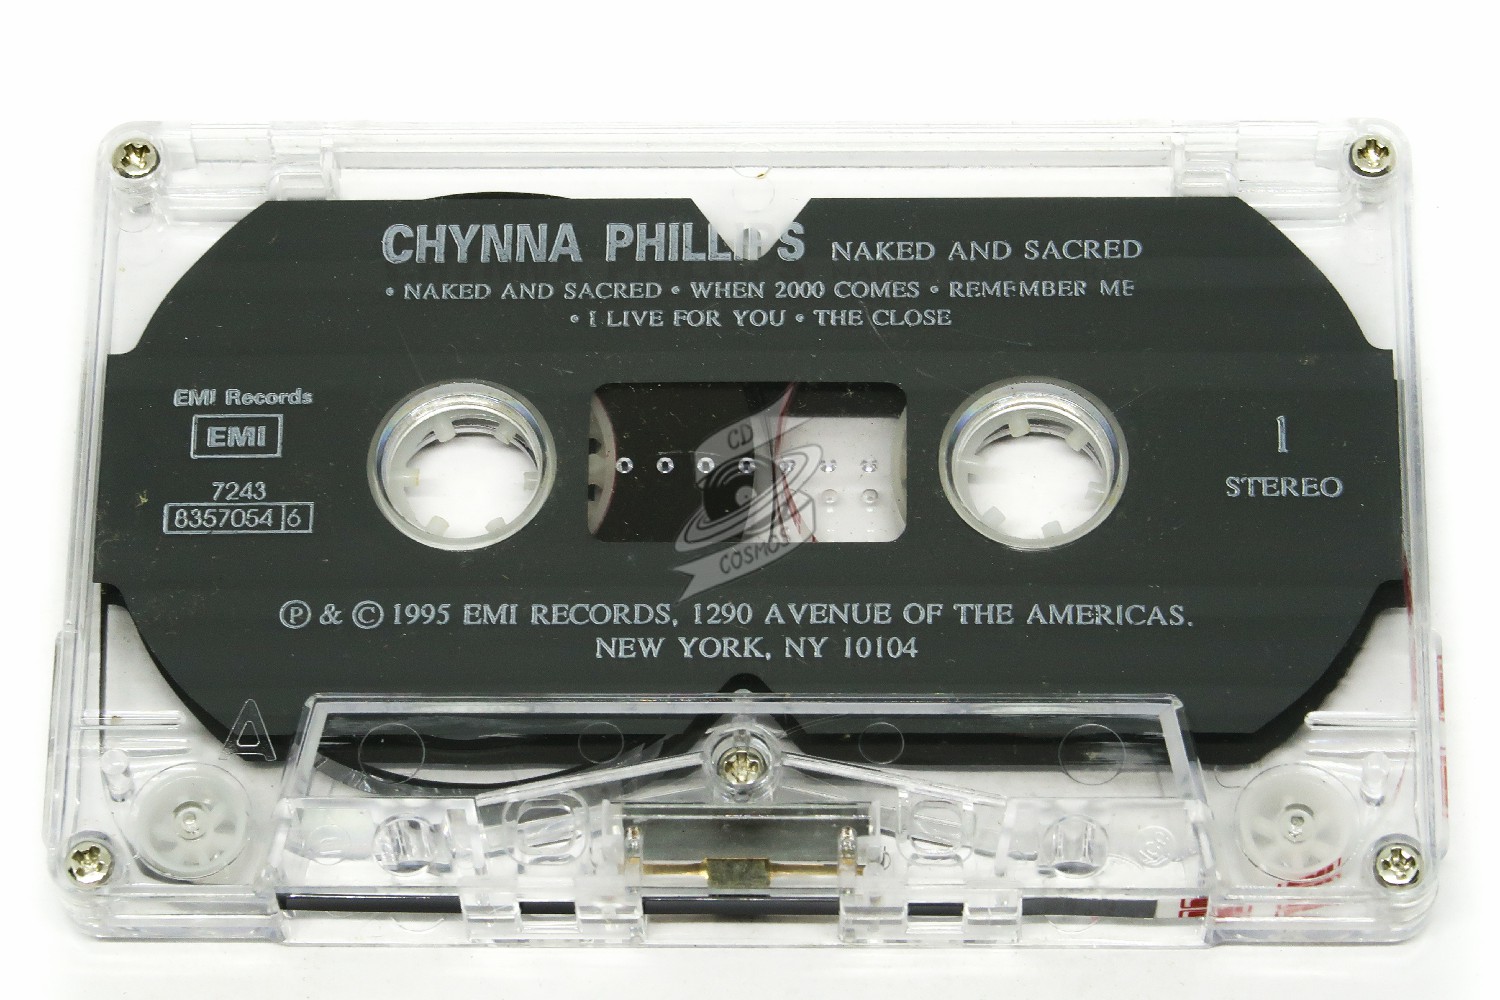 CHYNNA PHILLIPS NAKED AND SACRED
• NAKED AND SACRED • WHEN 2000 COMES • REMEMBER ME
• I LIVE FOR YOU • THE CLOSE
EMI Records
EMI
7243
8357054 6
1
STEREO
CD
COSMOS
℗ & © 1995 EMI RECORDS, 1290 AVENUE OF THE AMERICAS.
NEW YORK, NY 10104
A